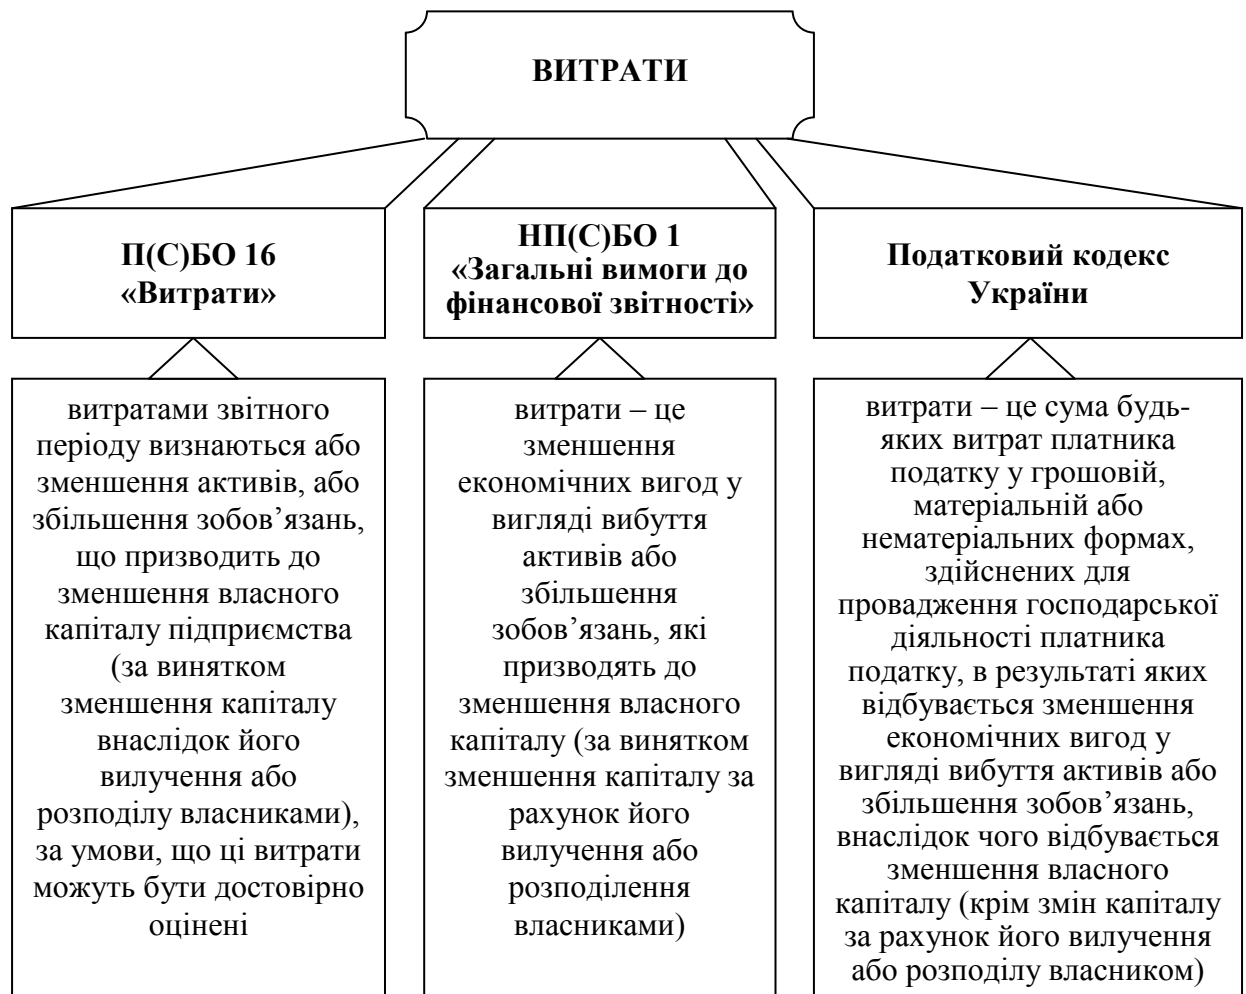 ВИТРАТИ
П(С)БО 16
«Витрати»
НП(С)БО 1
«Загальні вимоги до
фінансової звітності»
Податковий кодекс
України
витратами звітного
періоду визнаються або
зменшення активів, або
збільшення зобов’язань,
що призводить до
зменшення власного
капіталу підприємства
(за винятком
зменшення капіталу
внаслідок його
вилучення або
розподілу власниками),
за умови, що ці витрати
можуть бути достовірно
оцінені
витрати – це
зменшення
економічних вигод у
вигляді вибуття
активів або
збільшення
зобов’язань, які
призводять до
зменшення власного
капіталу (за винятком
зменшення капіталу за
рахунок його
вилучення або
розподілення
власниками)
витрати – це сума будь-
яких витрат платника
податку у грошовій,
матеріальній або
нематеріальних формах,
здійснених для
провадження господарської
діяльності платника
податку, в результаті яких
відбувається зменшення
економічних вигод у
вигляді вибуття активів або
збільшення зобов’язань,
внаслідок чого відбувається
зменшення власного
капіталу (крім змін капіталу
за рахунок його вилучення
або розподілу власником)